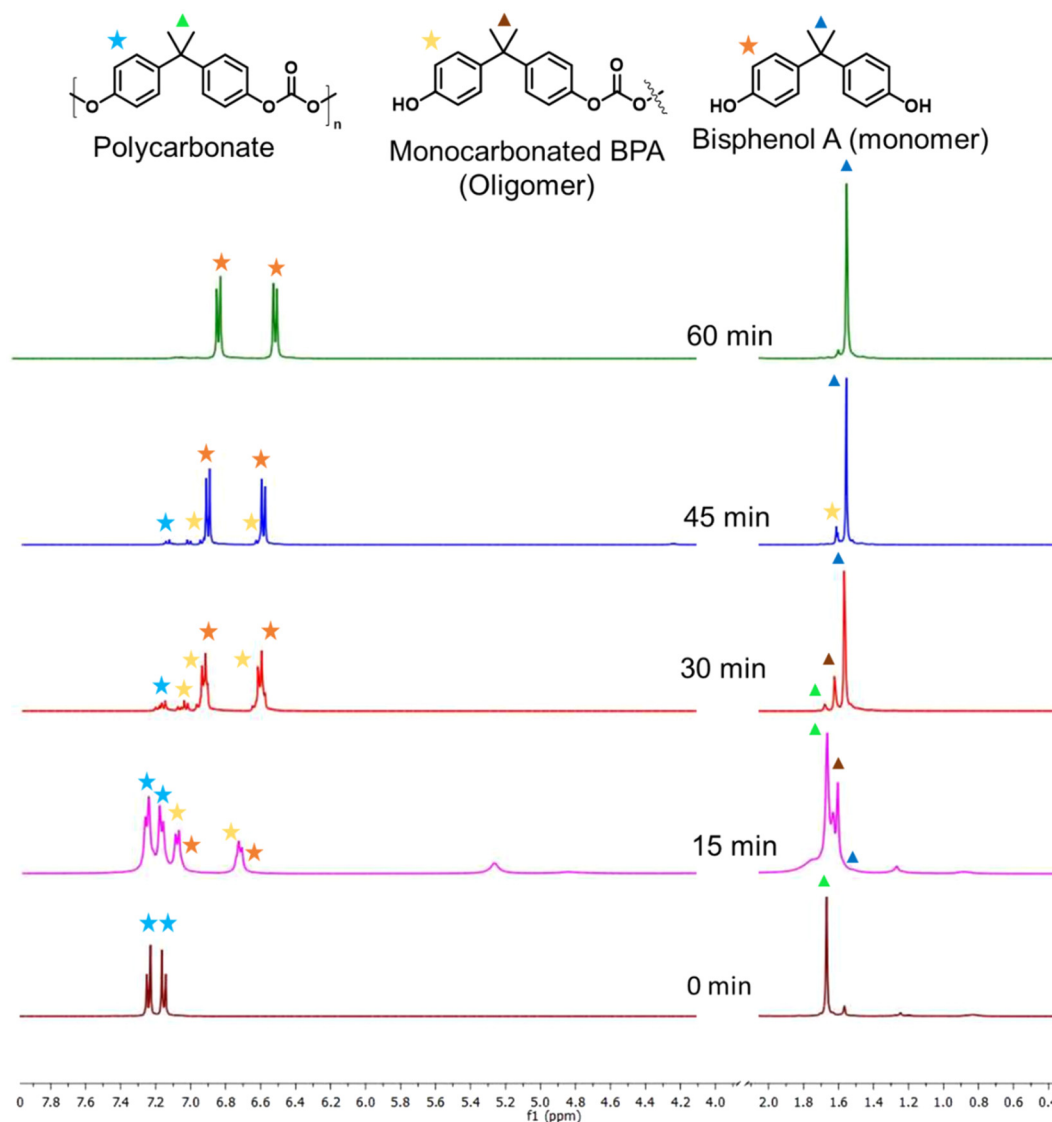 O
O
O
n
HO
O
O
O
HO
OH
Polycarbonate
Monocarbonated BPA
(Oligomer)
Bisphenol A (monomer)
60 min
45 min
30 min
15 min
0 min
0 7.8 7.6 7.4 7.2 7.0 6.8 6.6 6.4 6.2 6.0 5.8 5.6 5.4 5.2 5.0 4.8 4.6 4.4 4.2 4.0 2.0 1.8 1.6 1.4 1.2 1.0 0.8 0.6 0.4
f1 (ppm)